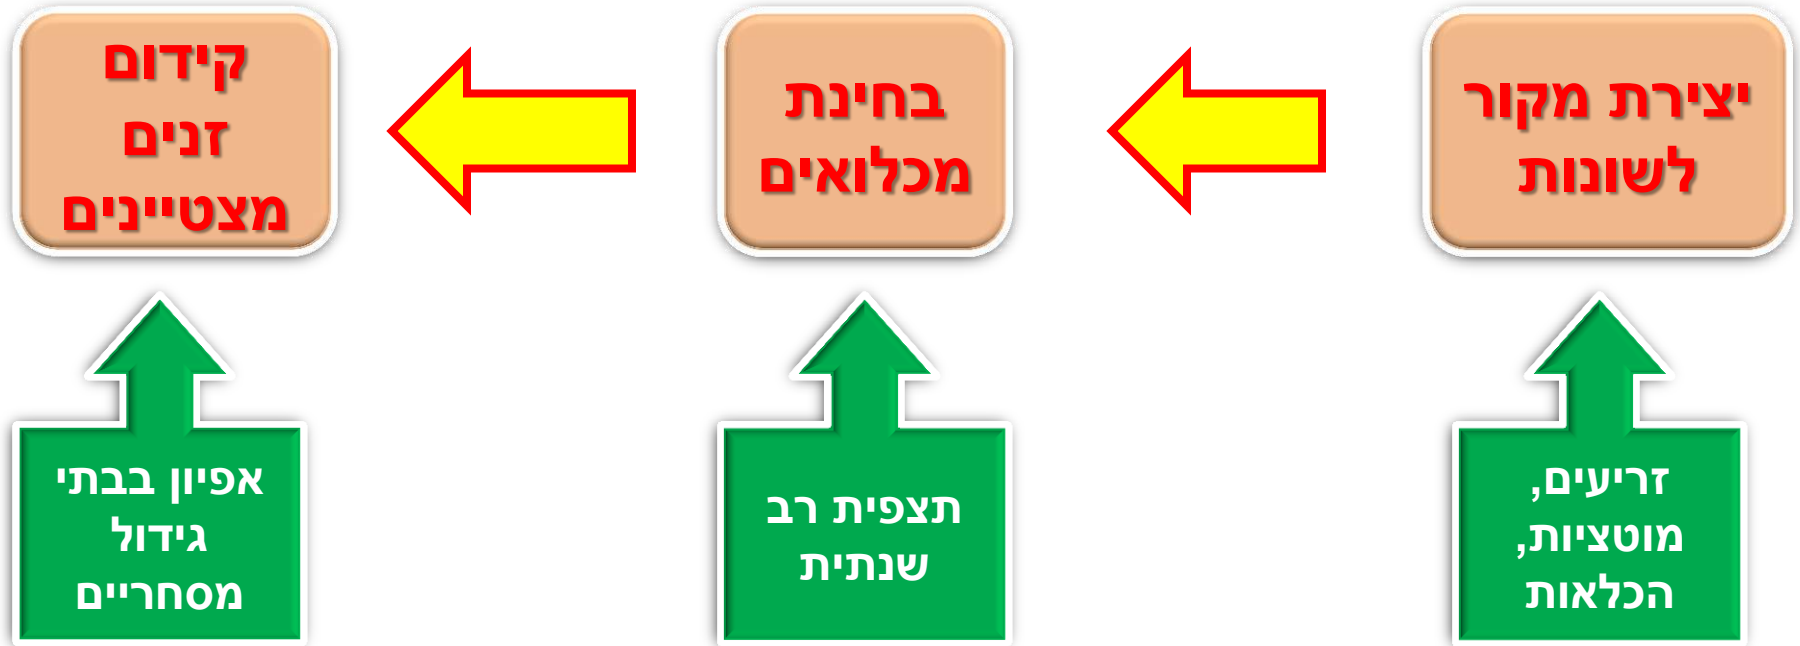 יצירת מקור
לשונות
בחינת
מכלואים
קידום
זנים
מצטיינים
זריעים,
מוטציות,
הכלאות
תצפית רב
שנתית
אפיון בבתי
גידול
מסחריים